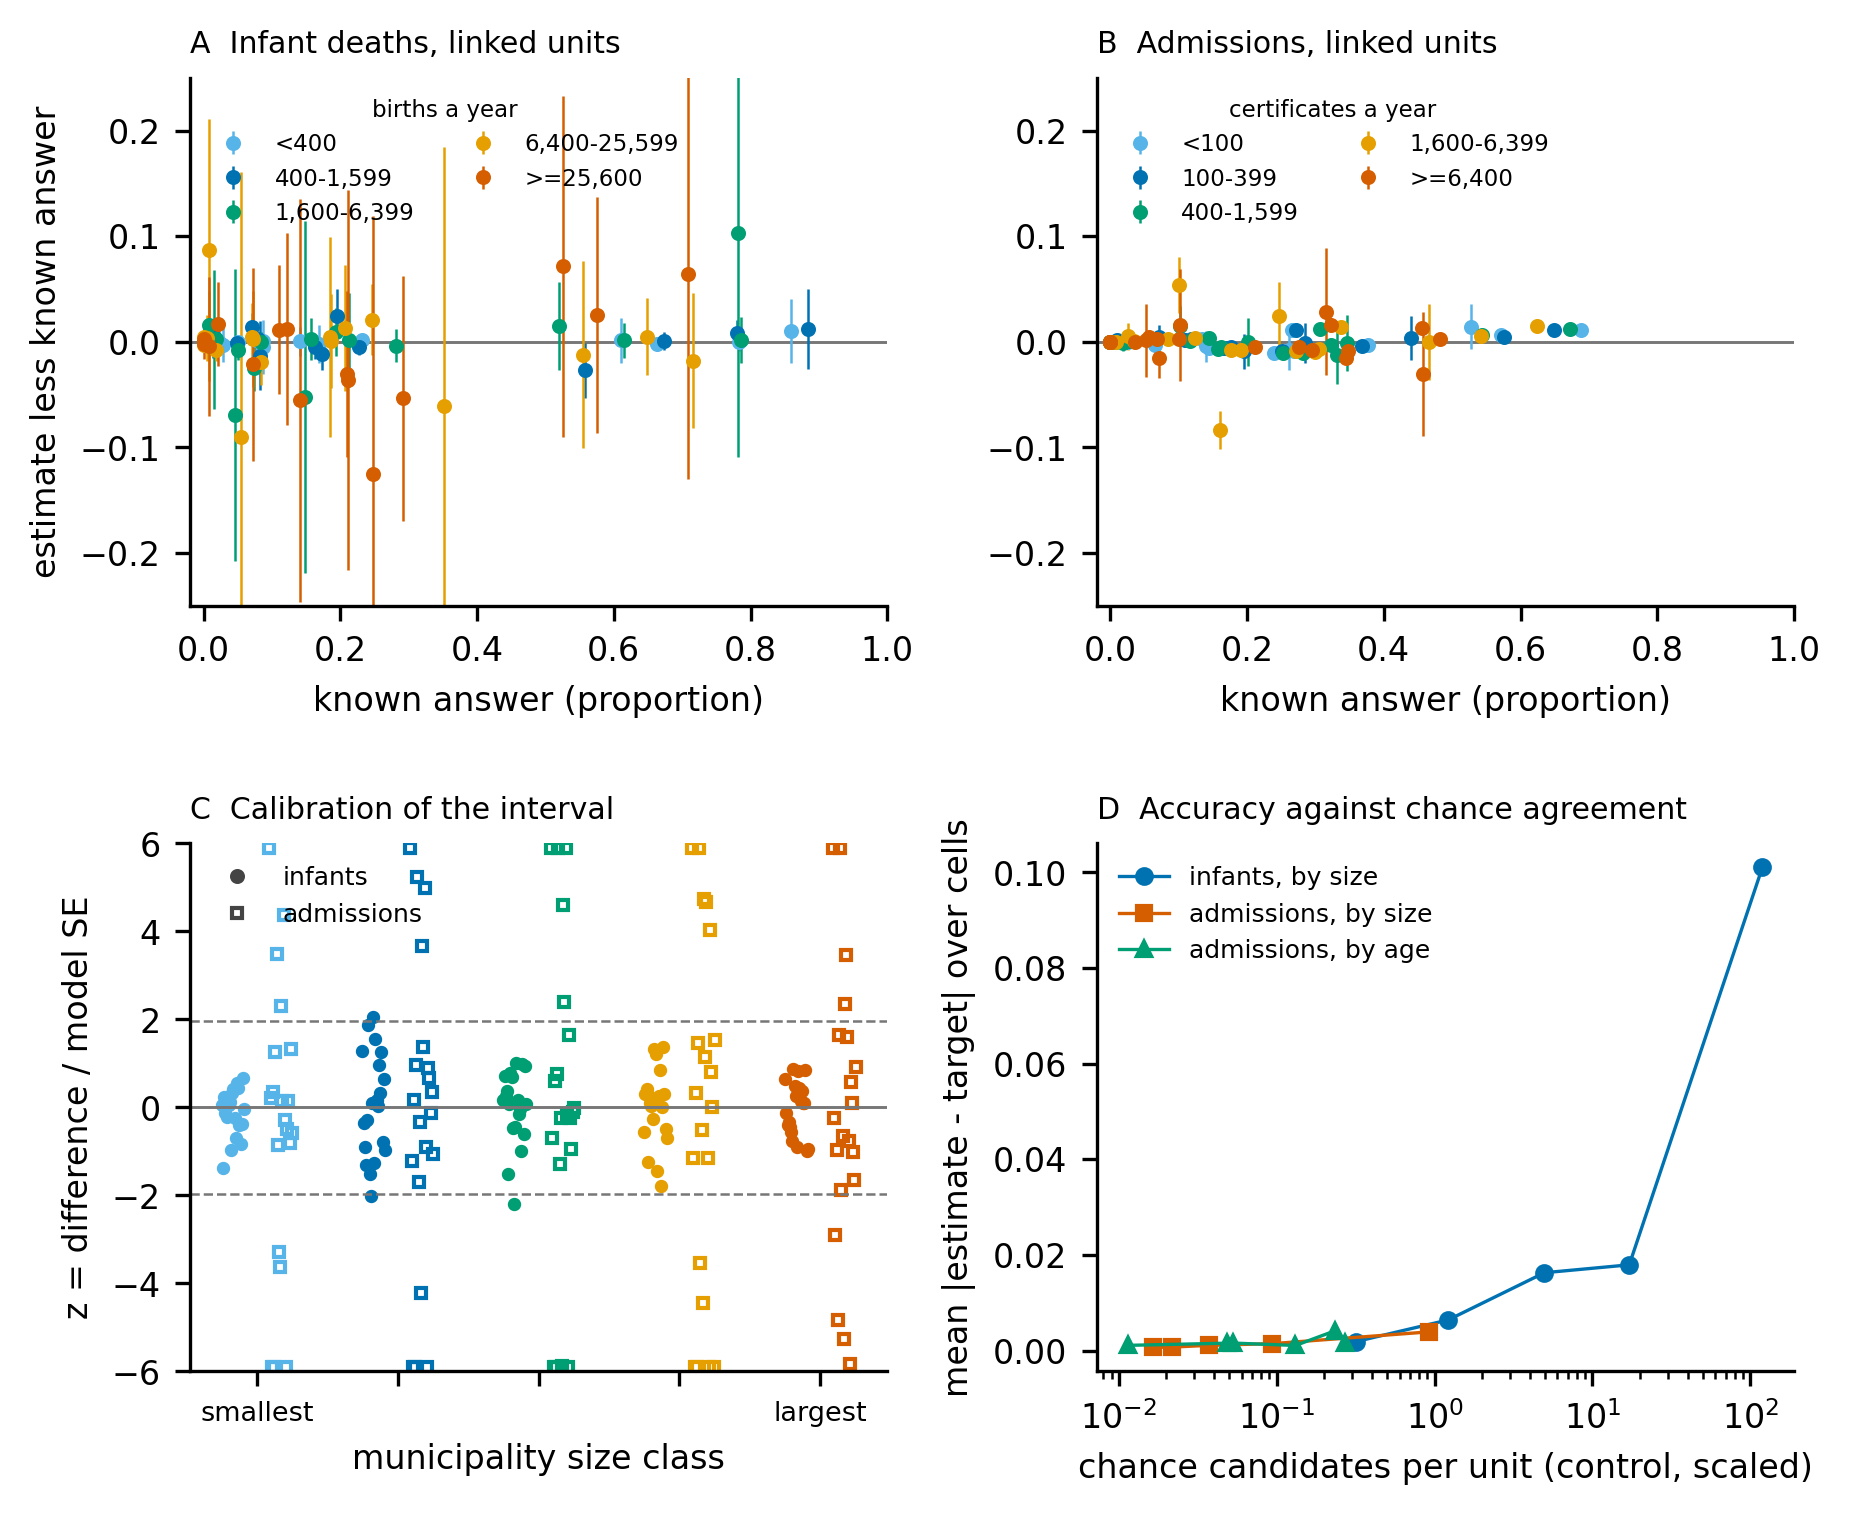 A Infant deaths, linked units
births a year
<400
400-1,599
1,600-6,399
6,400-25,599
>=25,600
0.2
0.1
0.0
−0.1
−0.2
estimate less known answer
0.0 0.2 0.4 0.6 0.8 1.0
known answer (proportion)
B Admissions, linked units
certificates a year
<100
100-399
400-1,599
1,600-6,399
>=6,400
0.2
0.1
0.0
−0.1
−0.2
0.0 0.2 0.4 0.6 0.8 1.0
known answer (proportion)
C Calibration of the interval
infants
admissions
6
4
2
0
−2
−4
−6
z = difference / model SE
smallest largest
municipality size class
D Accuracy against chance agreement
infants, by size
admissions, by size
admissions, by age
0.10
0.08
0.06
0.04
0.02
0.00
mean |estimate - target| over cells
10⁻² 10⁻¹ 10⁰ 10¹ 10²
chance candidates per unit (control, scaled)